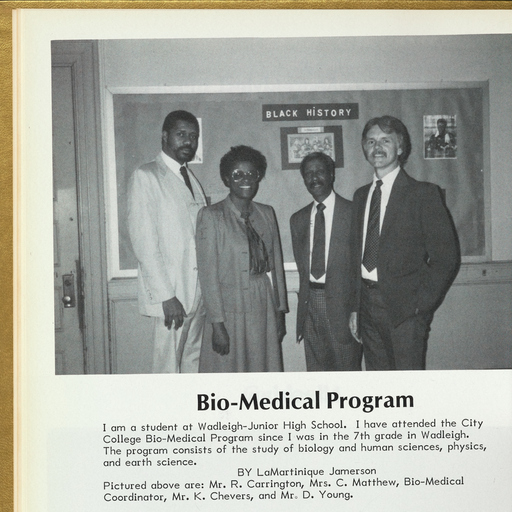 BLACK HISTORY
Bio-Medical Program
I am a student at Wadleigh-Junior High School. I have attended the City
College Bio-Medical Program since I was in the 7th grade in Wadleigh.
The program consists of the study of biology and human sciences, physics,
and earth science.
BY LaMartinique Jamerson
Pictured above are: Mr. R. Carrington, Mrs. C. Matthew, Bio-Medical
Coordinator, Mr. K. Chevers, and Mr. D. Young.